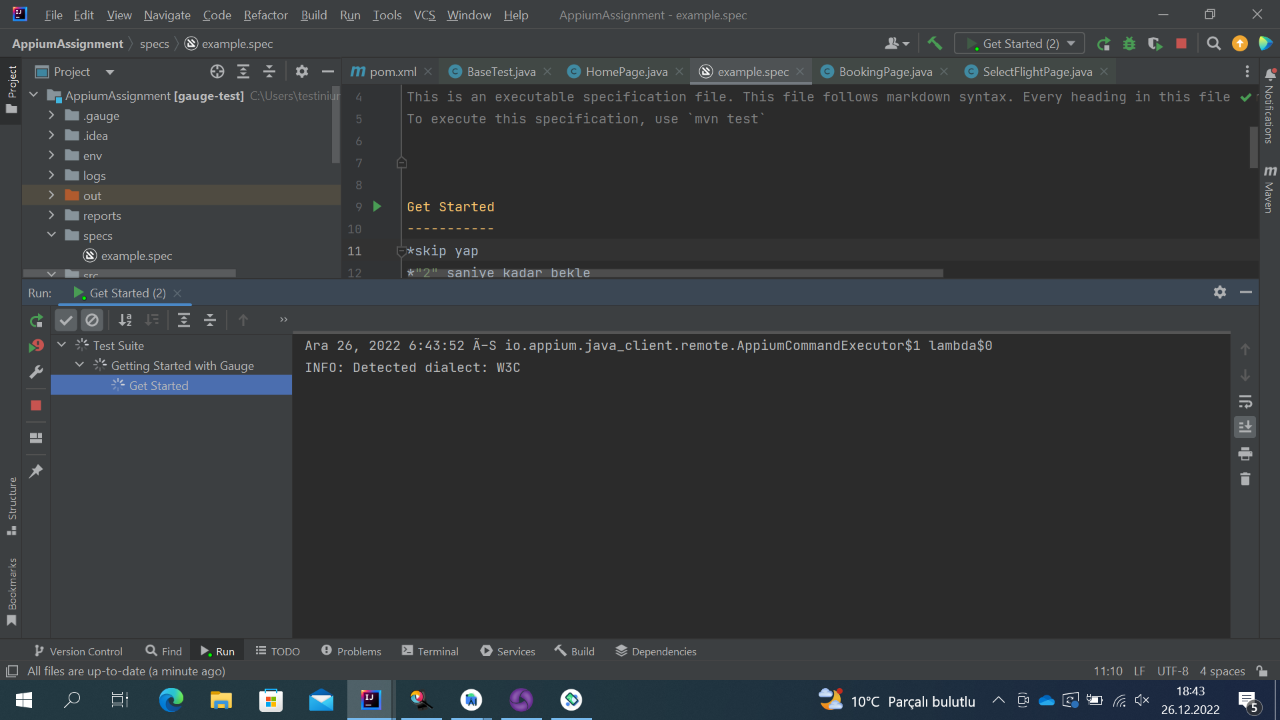 File Edit View Navigate Code Refactor Build Run Tools VCS Window Help AppiumAssignment - example.spec
AppiumAssignment specs example.spec Get Started (2)
Project Project pom.xml BaseTest.java HomePage.java example.spec BookingPage.java SelectFlightPage.java Notifications
AppiumAssignment [gauge-test] C:\Users\testinium
.gauge
.idea
env
logs
out
reports
specs
example.spec
src
4 This is an executable specification file. This file follows markdown syntax. Every heading in this file
5 To execute this specification, use `mvn test`
6
7
8
9 Get Started
10 -----------
11 *skip yap
12 *"2" saniye kadar bekle
Maven
Run: Get Started (2)
Test Suite
Getting Started with Gauge
Get Started
Ara 26, 2022 6:43:52 Ã-S io.appium.java_client.remote.AppiumCommandExecutor$1 lambda$0
INFO: Detected dialect: W3C
Structure
Bookmarks
Version Control Find Run TODO Problems Terminal Services Build Dependencies
All files are up-to-date (a minute ago) 11:10 LF UTF-8 4 spaces
10°C Parçalı bulutlu 18:43
26.12.2022 5